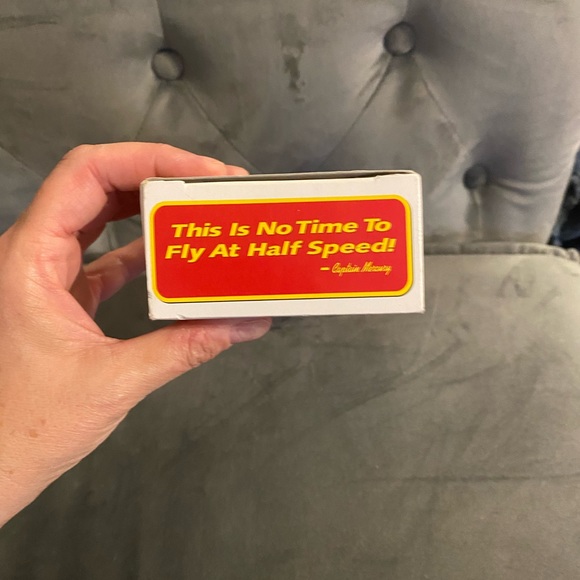 This Is No Time To
Fly At Half Speed!
— Captain Mercury